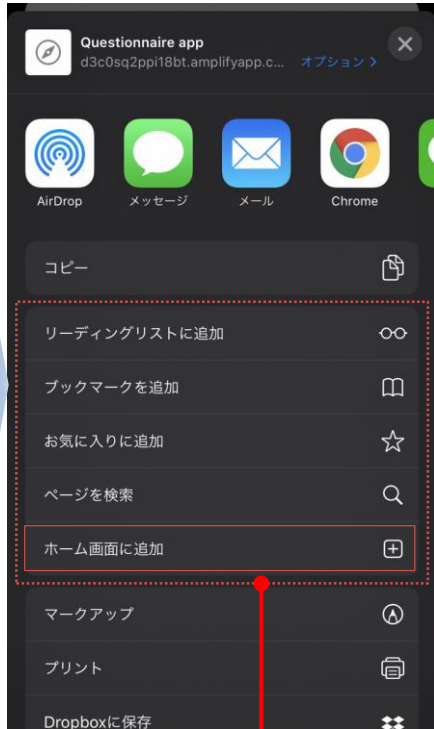 Questionnaire app
d3c0sq2ppi18bt.amplifyapp.c... オプション >
AirDrop メッセージ メール Chrome
コピー
リーディングリストに追加
ブックマークを追加
お気に入りに追加
ページを検索
ホーム画面に追加
マークアップ
プリント
Dropboxに保存